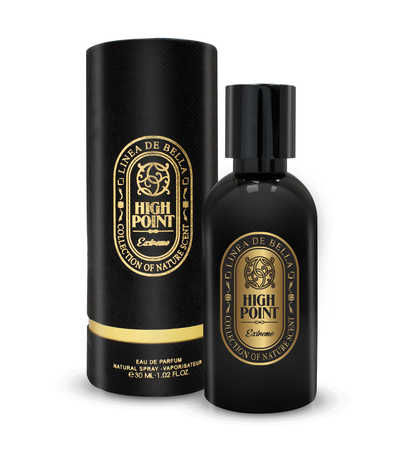 LINEA DE BELLA
HIGH
POINT
Extreme
COLLECTION OF NATURE SCENT
EAU DE PARFUM
NATURAL SPRAY · VAPORISATEUR
℮30 ML · 1.02 FL.OZ.
LINEA DE BELLA
HIGH
POINT
Extreme
COLLECTION OF NATURE SCENT